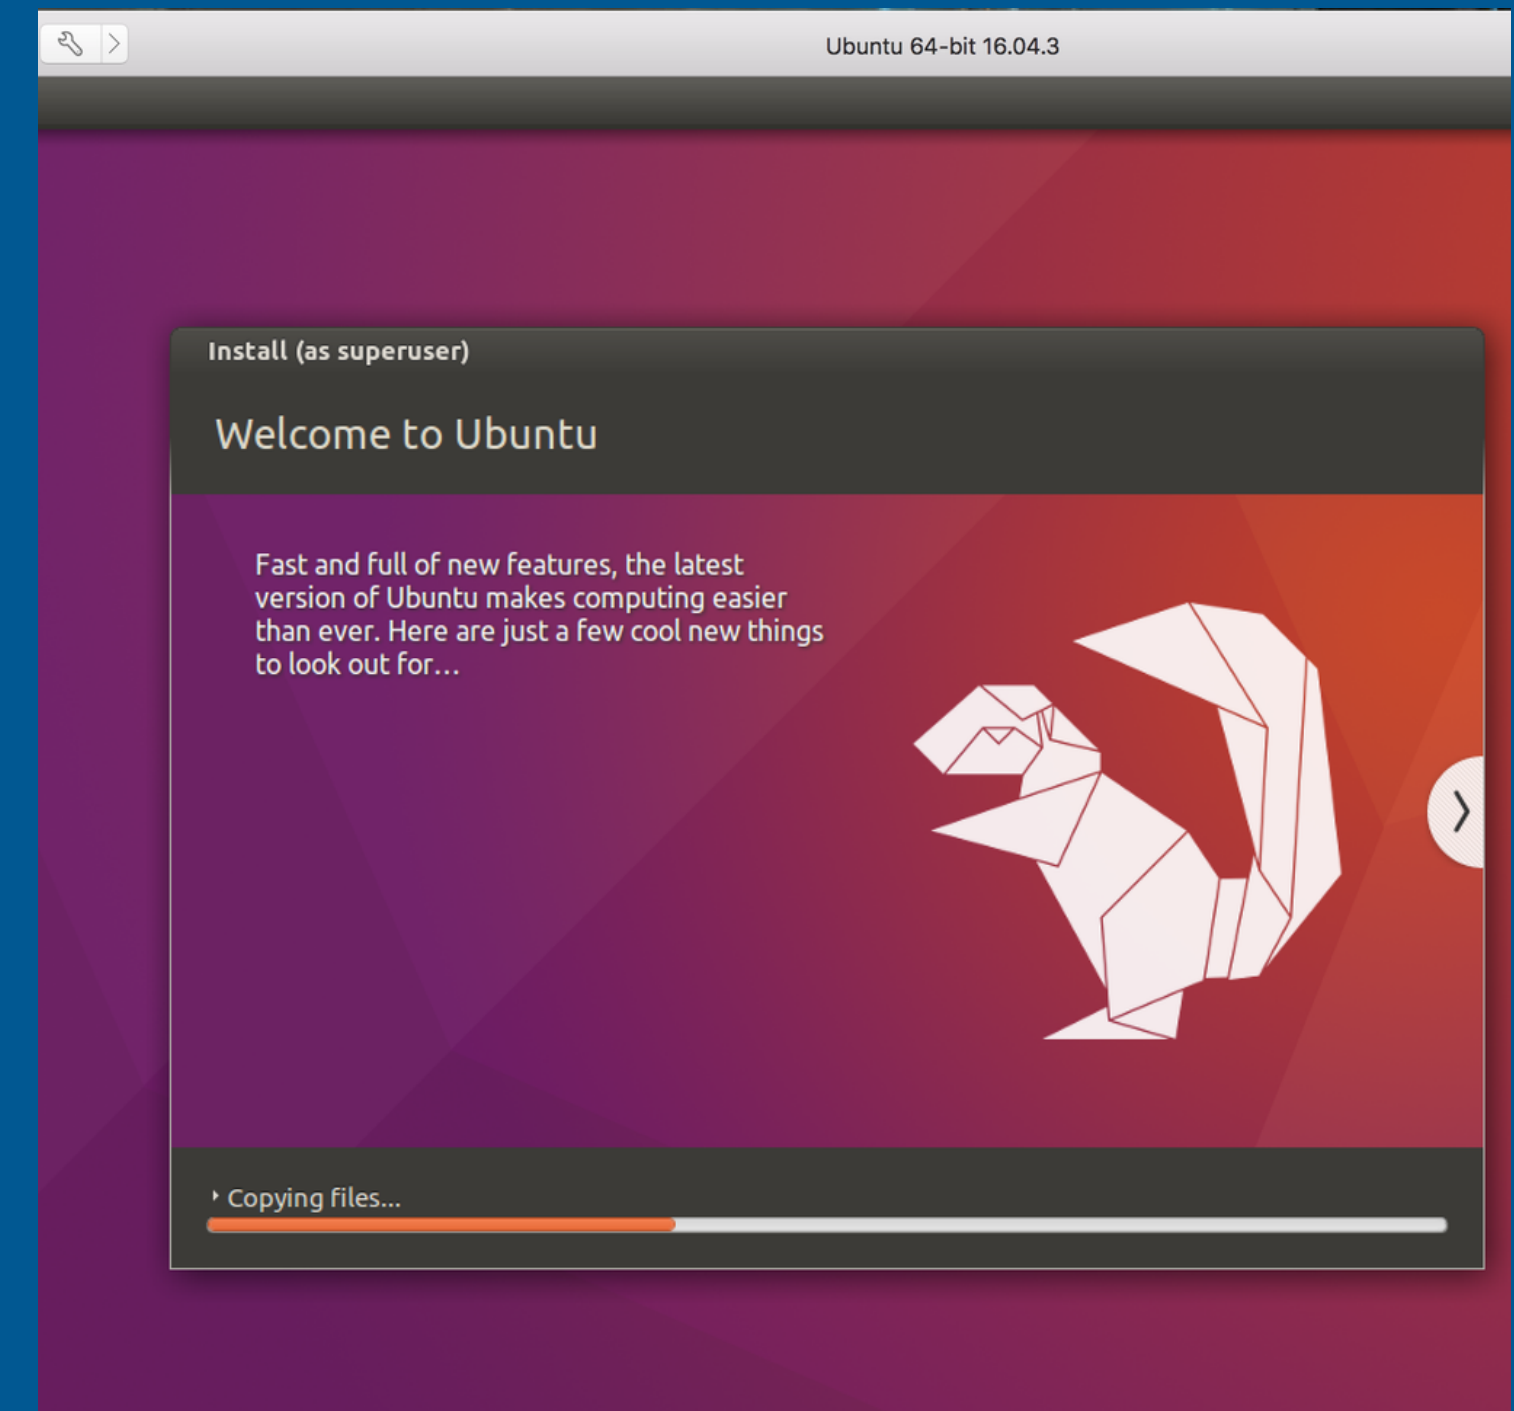 Ubuntu 64-bit 16.04.3
Install (as superuser)
Welcome to Ubuntu
Fast and full of new features, the latest
version of Ubuntu makes computing easier
than ever. Here are just a few cool new things
to look out for...
Copying files...